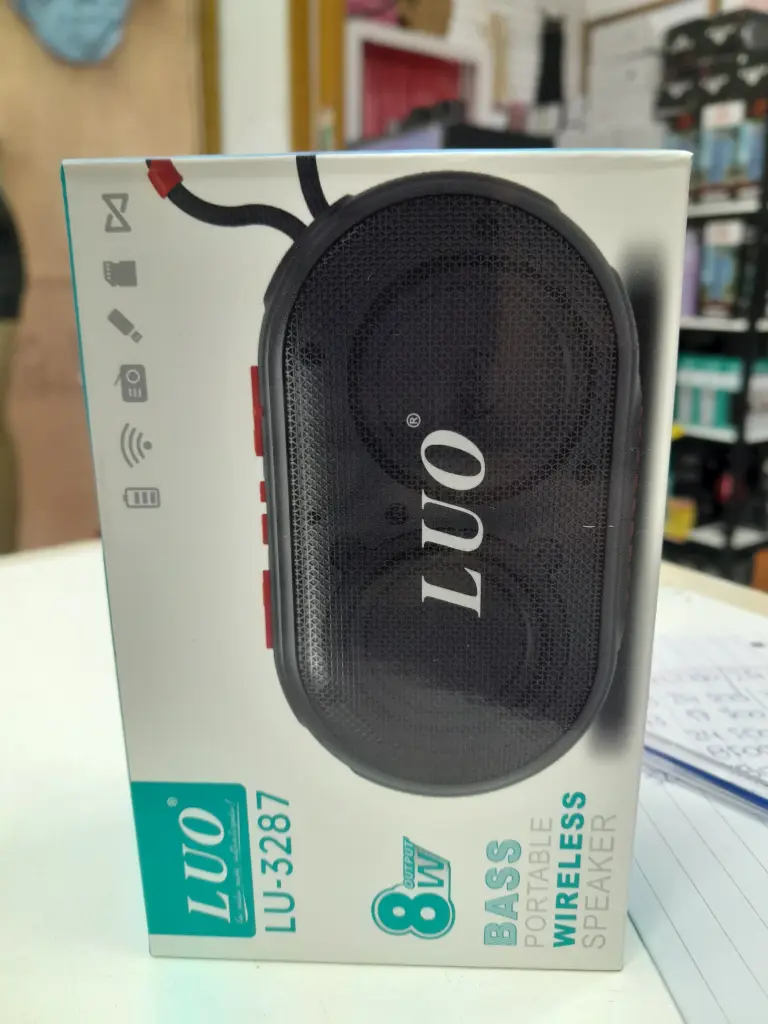 LUO®
LU-3287
8W
OUTPUT
BASS
PORTABLE
WIRELESS
SPEAKER
LUO®